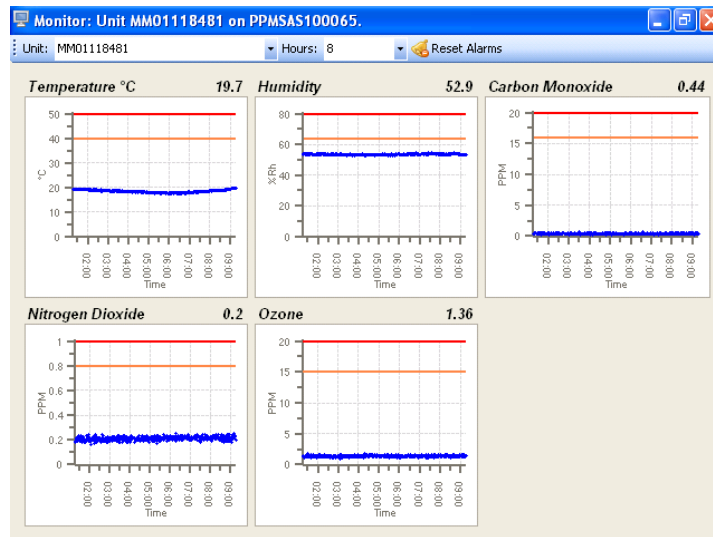 Monitor: Unit MM01118481 on PPMSAS100065.
Unit: MM01118481 Hours: 8 Reset Alarms
Temperature °C 19.7
50
40
30
20
10
0
°C
02:00 03:00 04:00 05:00 06:00 07:00 08:00 09:00
Time
Humidity 52.9
80
60
40
20
0
%Rh
02:00 03:00 04:00 05:00 06:00 07:00 08:00 09:00
Time
Carbon Monoxide 0.44
20
15
10
5
0
PPM
02:00 03:00 04:00 05:00 06:00 07:00 08:00 09:00
Time
Nitrogen Dioxide 0.2
1
0.8
0.6
0.4
0.2
0
PPM
02:00 03:00 04:00 05:00 06:00 07:00 08:00 09:00
Time
Ozone 1.36
20
15
10
5
0
PPM
02:00 03:00 04:00 05:00 06:00 07:00 08:00 09:00
Time